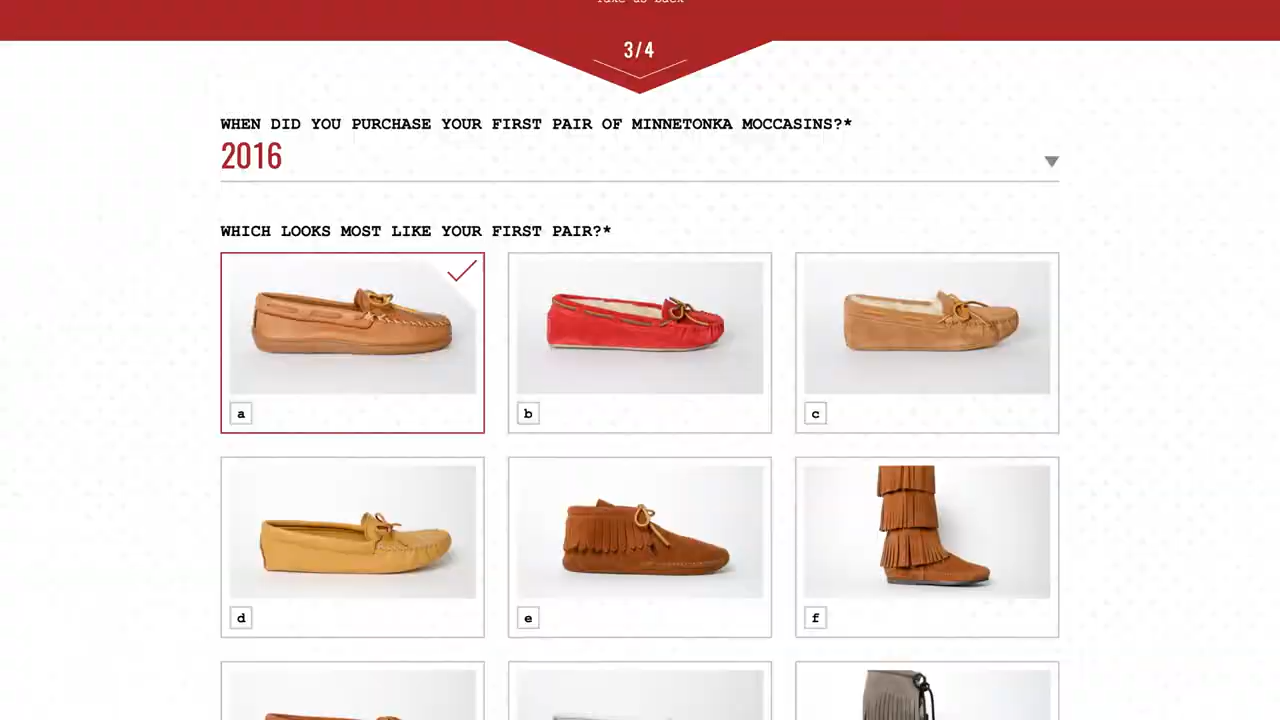 3/4
WHEN DID YOU PURCHASE YOUR FIRST PAIR OF MINNETONKA MOCCASINS?*
2016
WHICH LOOKS MOST LIKE YOUR FIRST PAIR?*
a
b
c
d
e
f